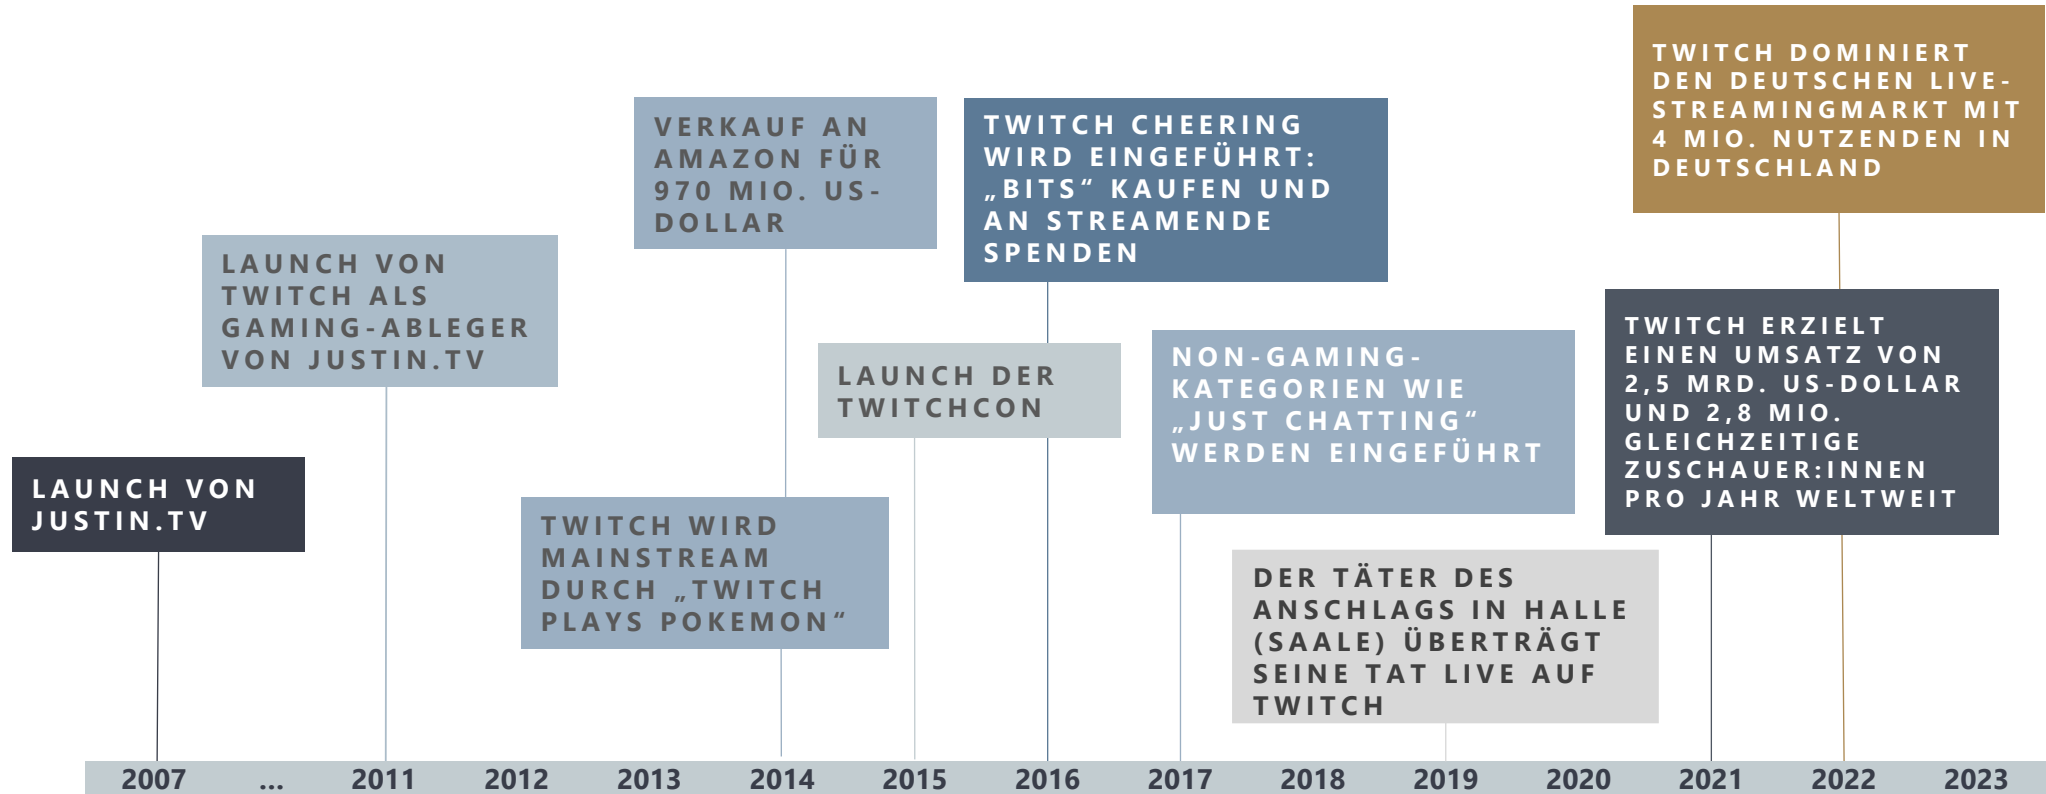 LAUNCH VON
JUSTIN.TV
LAUNCH VON
TWITCH ALS
GAMING-ABLEGER
VON JUSTIN.TV
VERKAUF AN
AMAZON FÜR
970 MIO. US-
DOLLAR
TWITCH WIRD
MAINSTREAM
DURCH „TWITCH
PLAYS POKEMON“
LAUNCH DER
TWITCHCON
TWITCH CHEERING
WIRD EINGEFÜHRT:
„BITS“ KAUFEN UND
AN STREAMENDE
SPENDEN
NON-GAMING-
KATEGORIEN WIE
„JUST CHATTING“
WERDEN EINGEFÜHRT
DER TÄTER DES
ANSCHLAGS IN HALLE
(SAALE) ÜBERTRÄGT
SEINE TAT LIVE AUF
TWITCH
TWITCH DOMINIERT
DEN DEUTSCHEN LIVE-
STREAMINGMARKT MIT
4 MIO. NUTZENDEN IN
DEUTSCHLAND
TWITCH ERZIELT
EINEN UMSATZ VON
2,5 MRD. US-DOLLAR
UND 2,8 MIO.
GLEICHZEITIGE
ZUSCHAUER:INNEN
PRO JAHR WELTWEIT
2007 ... 2011 2012 2013 2014 2015 2016 2017 2018 2019 2020 2021 2022 2023